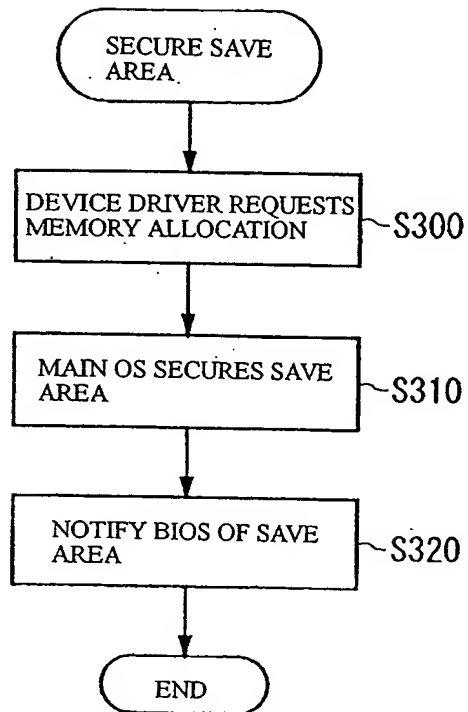 SECURE SAVE
AREA
DEVICE DRIVER REQUESTS
MEMORY ALLOCATION
S300
MAIN OS SECURES SAVE
AREA
S310
NOTIFY BIOS OF SAVE
AREA
S320
END